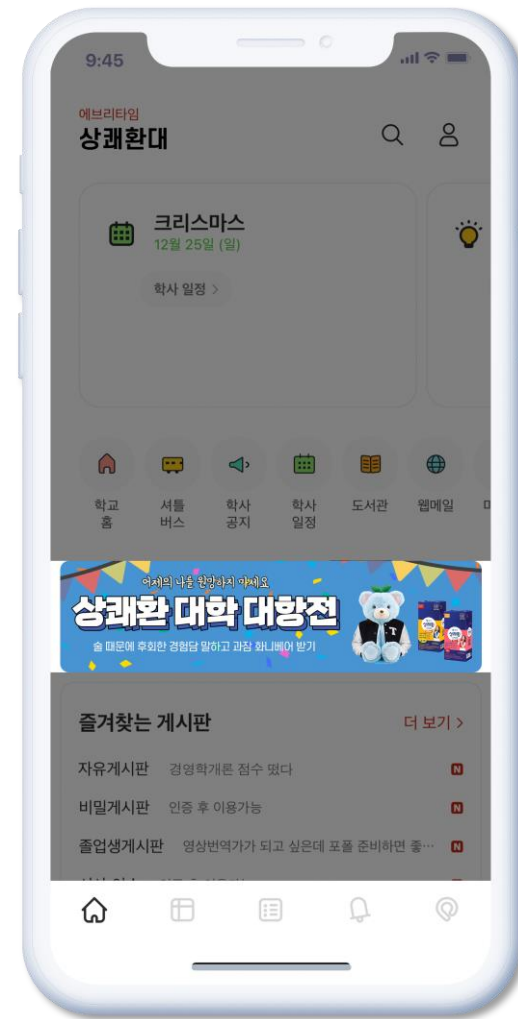 9:45
에브리타임
상쾌환대
크리스마스
12월 25일 (일)
학사 일정 >
학교
홈
셔틀
버스
학사
공지
학사
일정
도서관
웹메일
어제의 나를 원망하지 마세요
상쾌환 대학 대항전
술 때문에 후회한 경험담 말하고 과잠 화니베어 받기
T
즐겨찾는 게시판
더 보기 >
자유게시판 경영학개론 점수 떴다 N
비밀게시판 인증 후 이용가능 N
졸업생게시판 영상번역가가 되고 싶은데 포폴 준비하면 좋… N